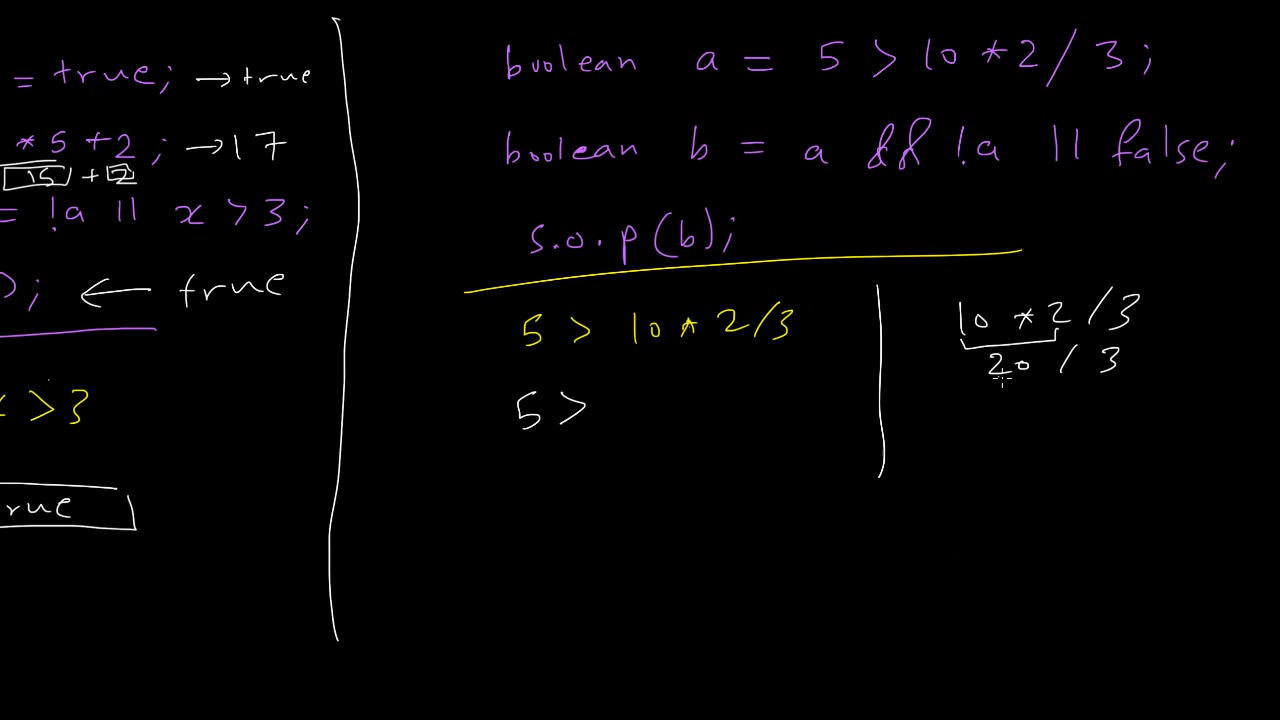 = true; → true
* 5 + 2 ; → 17
15 + 2
= !a || x > 3;
); ← true
x > 3
rue
boolean a = 5 > 10 * 2 / 3;
boolean b = a && !a || false;
s.o.p(b);
5 > 10 * 2/3
5 >
10 * 2 / 3
20 / 3